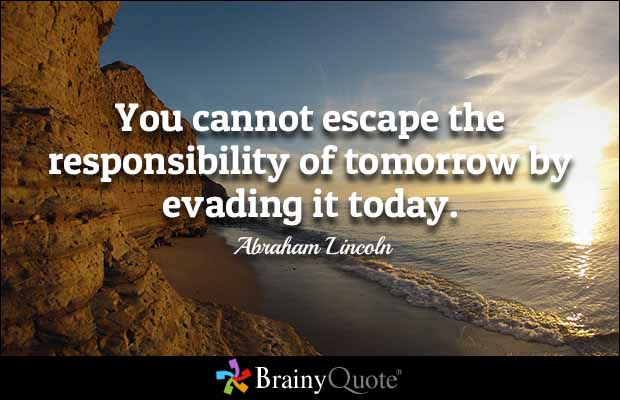 You cannot escape the
responsibility of tomorrow by
evading it today.
Abraham Lincoln
BrainyQuote®